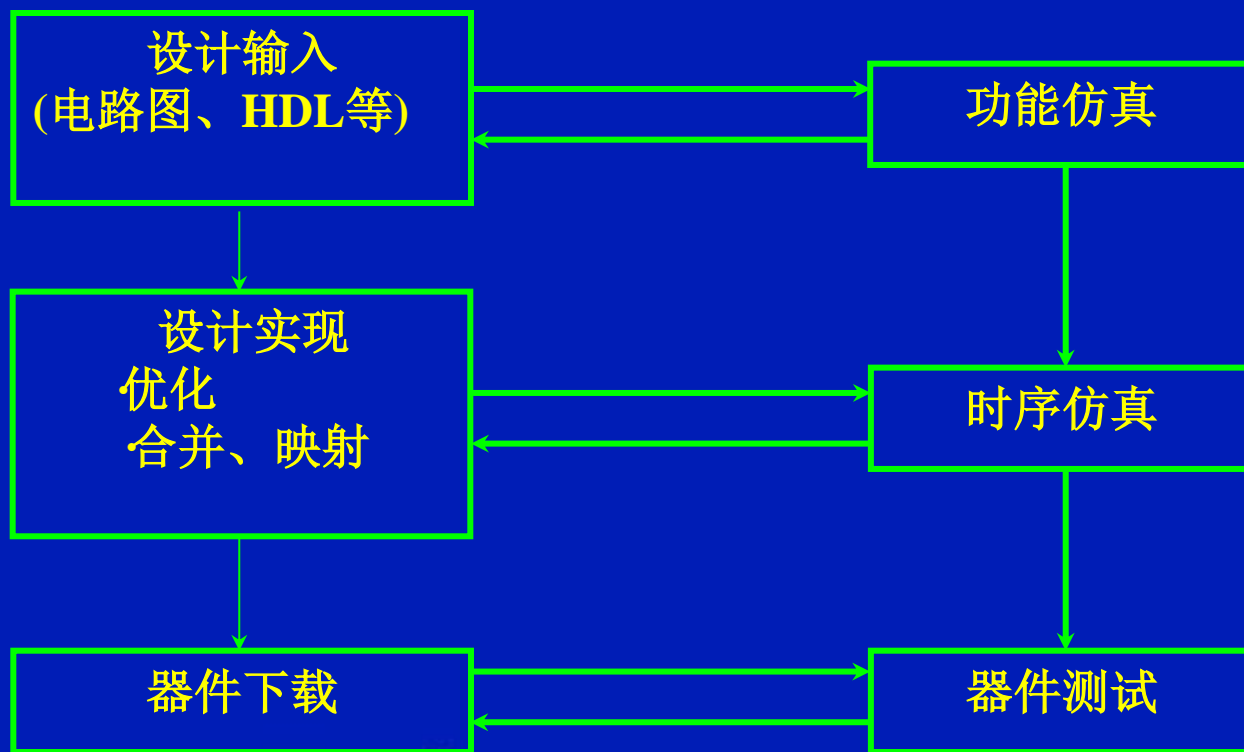 设计输入
(电路图、HDL等)
功能仿真
设计实现
·优化
·合并、映射
时序仿真
器件下载
器件测试